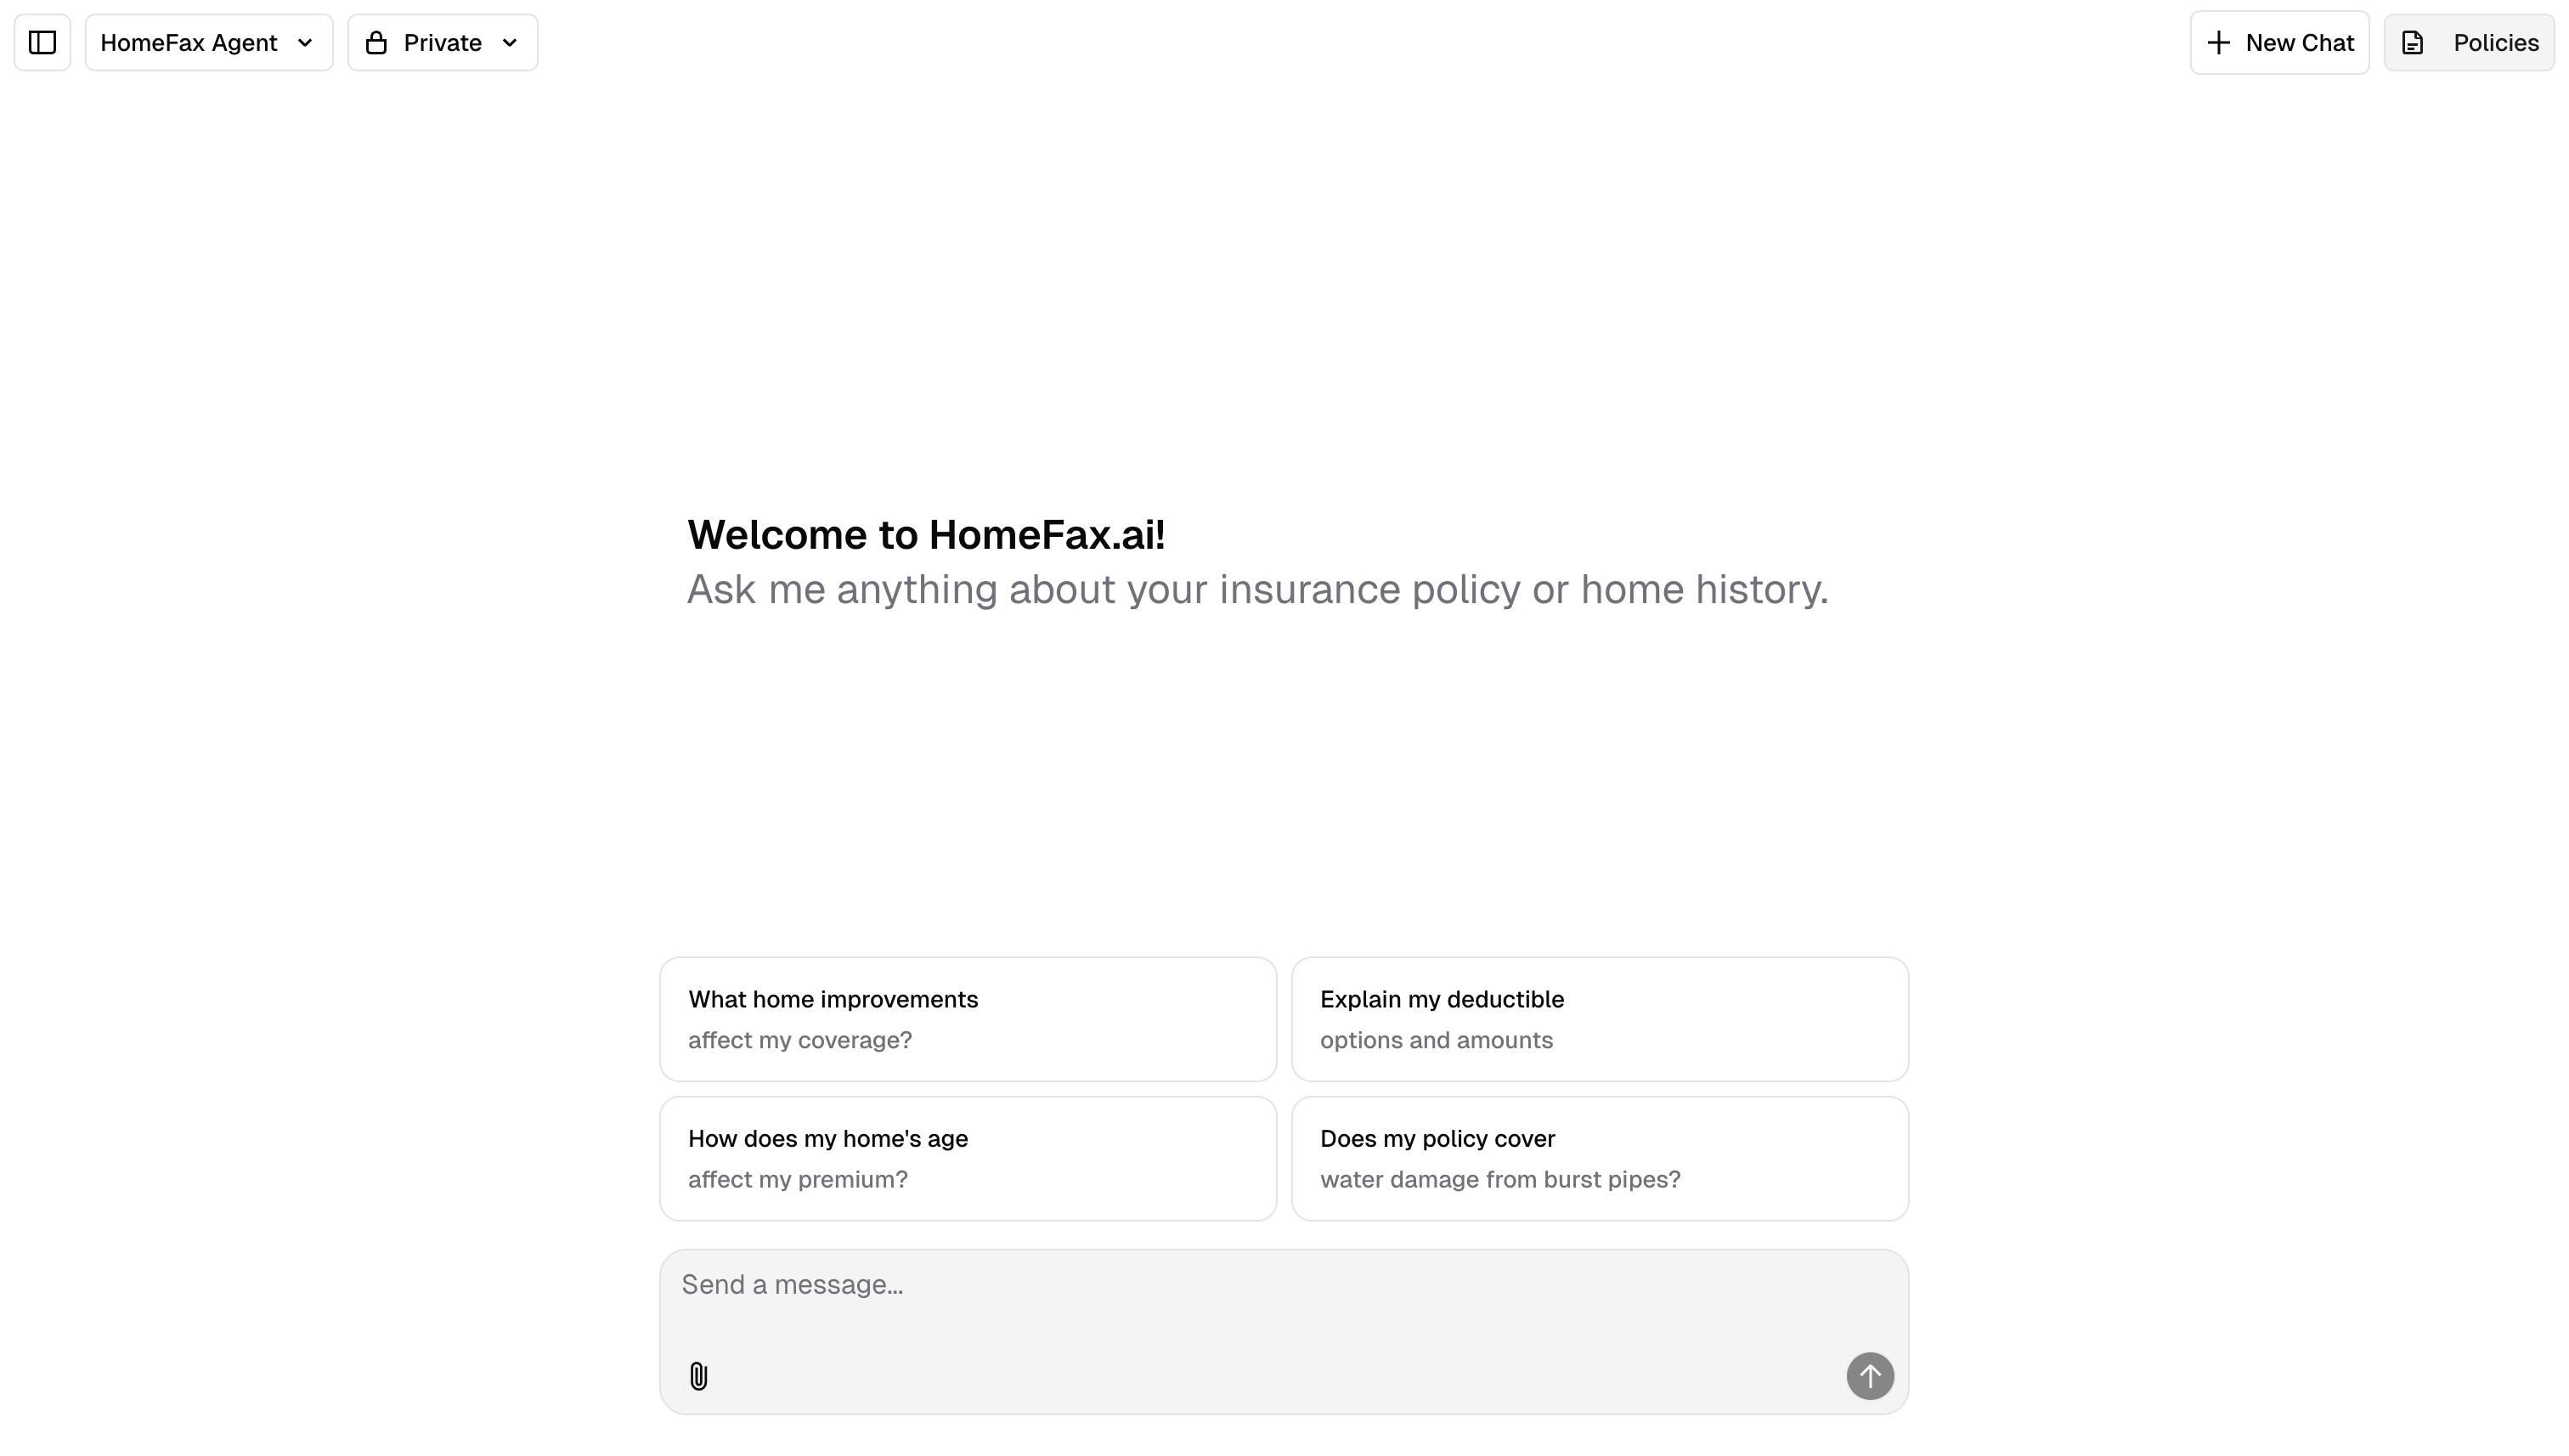 HomeFax Agent
Private
New Chat
Policies
Welcome to HomeFax.ai!
Ask me anything about your insurance policy or home history.
What home improvements
affect my coverage?
Explain my deductible
options and amounts
How does my home's age
affect my premium?
Does my policy cover
water damage from burst pipes?
Send a message...